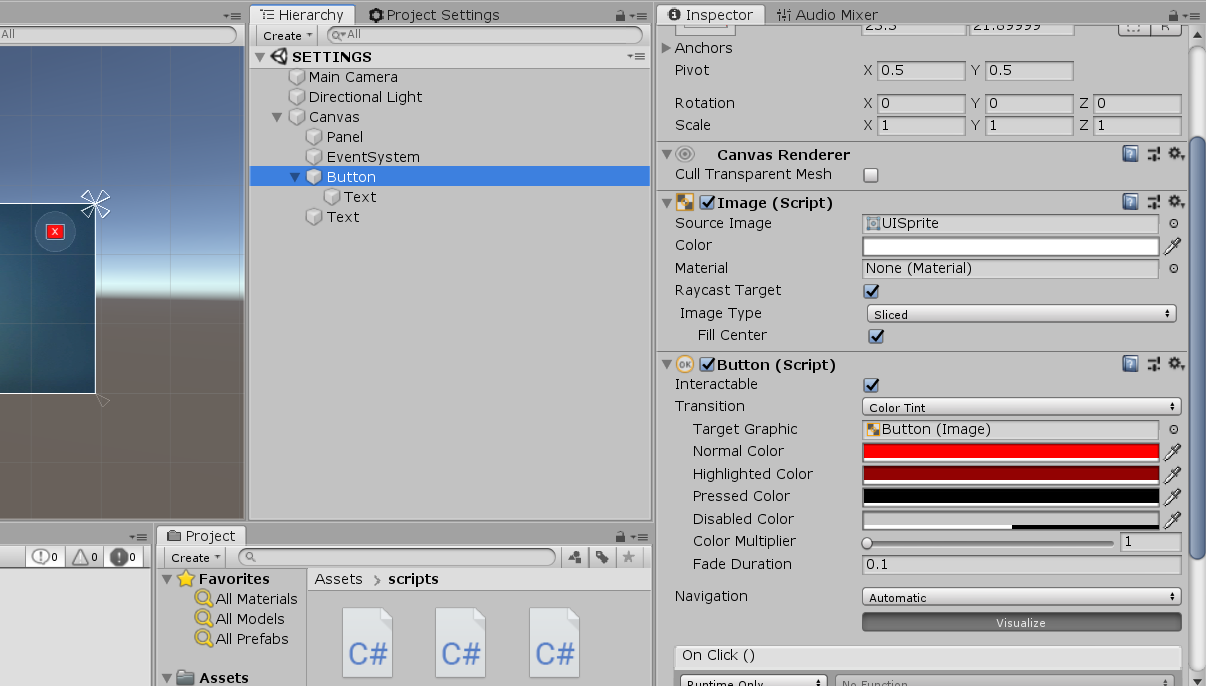 All
Hierarchy
Project Settings
Create
All
SETTINGS
Main Camera
Directional Light
Canvas
Panel
EventSystem
Button
Text
Text
X
0
0
0
Project
Create
Favorites
All Materials
All Models
All Prefabs
Assets
Assets > scripts
C#
C#
C#
Inspector
Audio Mixer
23.3 21.89999 R
Anchors
Pivot X 0.5 Y 0.5
Rotation X 0 Y 0 Z 0
Scale X 1 Y 1 Z 1
Canvas Renderer
Cull Transparent Mesh
Image (Script)
Source Image UISprite
Color
Material None (Material)
Raycast Target
Image Type Sliced
Fill Center
OK Button (Script)
Interactable
Transition Color Tint
Target Graphic Button (Image)
Normal Color
Highlighted Color
Pressed Color
Disabled Color
Color Multiplier 1
Fade Duration 0.1
Navigation Automatic
Visualize
On Click ()
Runtime Only No Function